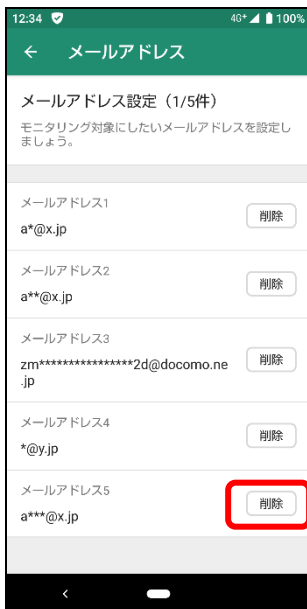 12:34 4G+ 100%
← メールアドレス
メールアドレス設定（1/5件）
モニタリング対象にしたいメールアドレスを設定し
ましょう。
メールアドレス1
a*@x.jp
削除
メールアドレス2
a**@x.jp
削除
メールアドレス3
zm****************2d@docomo.ne
.jp
削除
メールアドレス4
*@y.jp
削除
メールアドレス5
a***@x.jp
削除